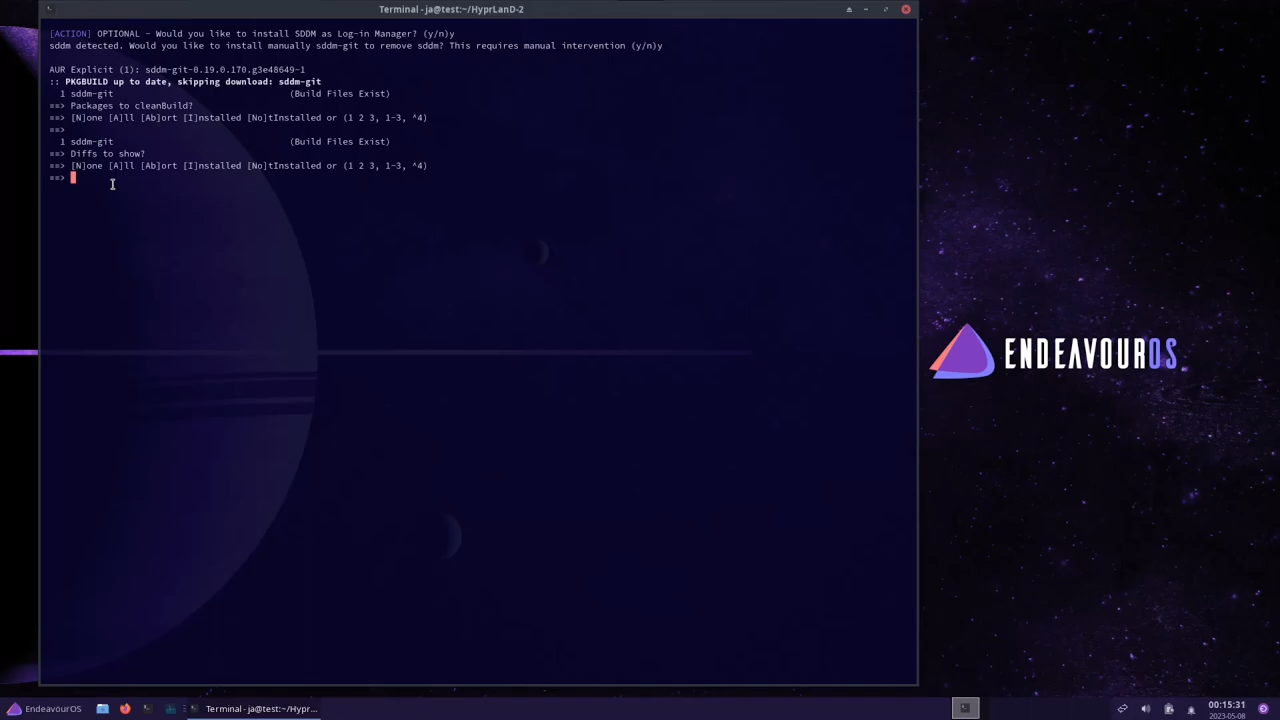 Terminal - ja@test:~/HyprLanD-2
[ACTION] OPTIONAL - Would you like to install SDDM as Log-in Manager? (y/n)y
sddm detected. Would you like to install manually sddm-git to remove sddm? This requires manual intervention (y/n)y
AUR Explicit (1): sddm-git-0.19.0.170.g3e48649-1
:: PKGBUILD up to date, skipping download: sddm-git
1 sddm-git (Build Files Exist)
==> Packages to cleanBuild?
==> [N]one [A]ll [Ab]ort [I]nstalled [No]tInstalled or (1 2 3, 1-3, ^4)
==>
1 sddm-git (Build Files Exist)
==> Diffs to show?
==> [N]one [A]ll [Ab]ort [I]nstalled [No]tInstalled or (1 2 3, 1-3, ^4)
==>
ENDEAVOUROS
EndeavourOS
Terminal - ja@test:~/Hypr...
00:15:31
2023-05-08